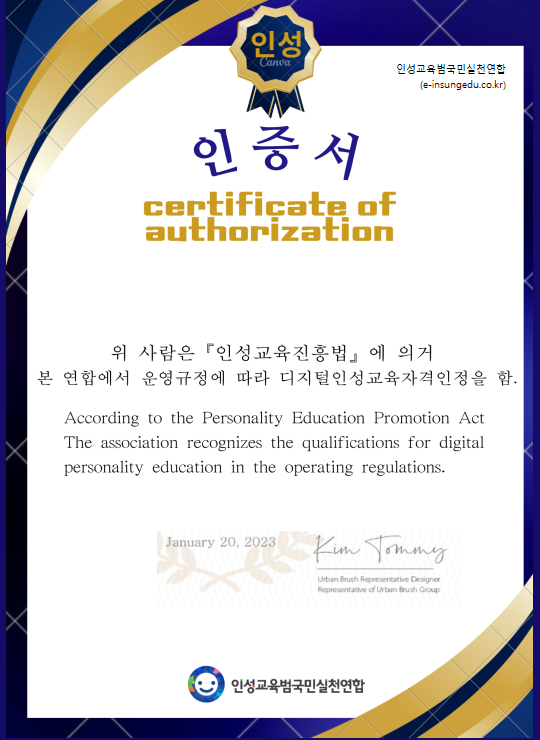 인성
Canva
인성교육범국민실천연합
(e-insungedu.co.kr)
인증서
certificate of
authorization
위 사람은『인성교육진흥법』에 의거
본 연합에서 운영규정에 따라 디지털인성교육자격인정을 함.
According to the Personality Education Promotion Act
The association recognizes the qualifications for digital
personality education in the operating regulations.
January 20, 2023
Kim Tommy
Urban Brush Representative Designer
Representative of Urban Brush Group
인성교육범국민실천연합